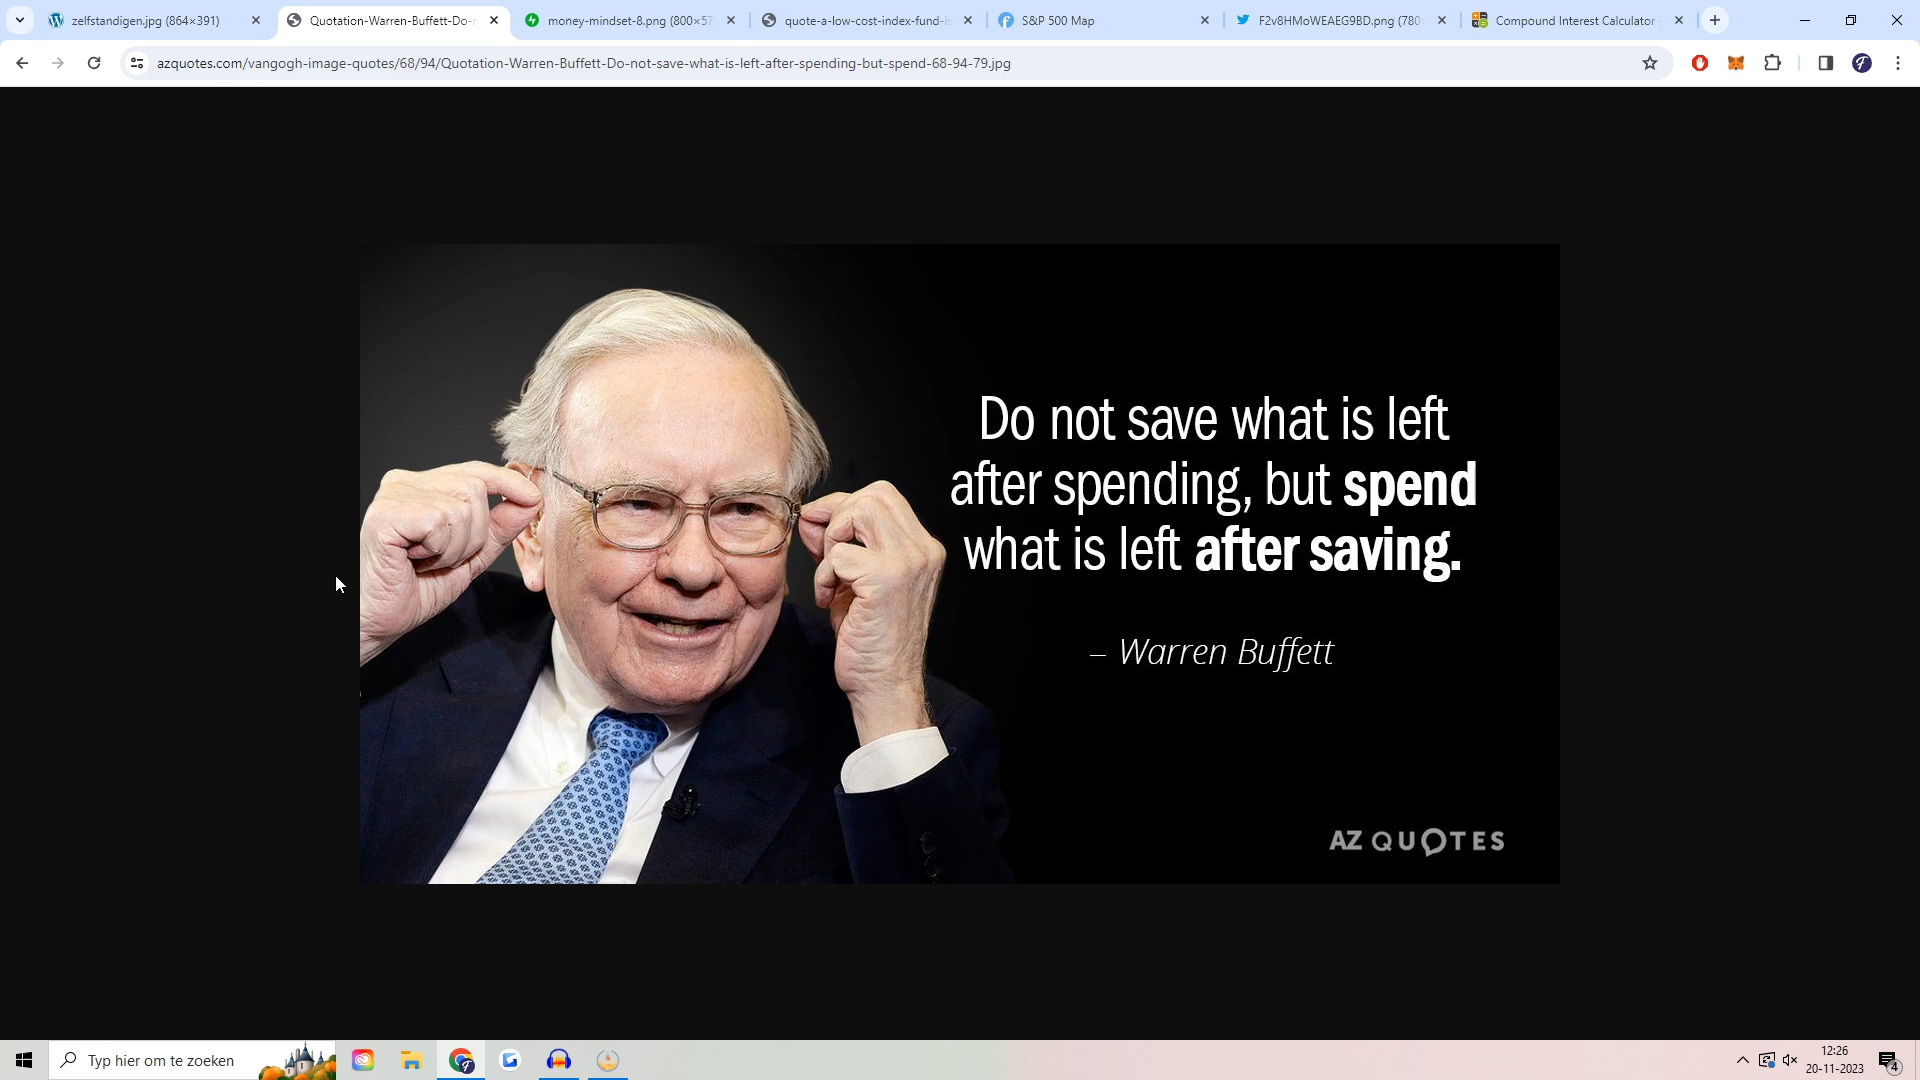 zelfstandigen.jpg (864×391)
Quotation-Warren-Buffett-Do-n
money-mindset-8.png (800×57
quote-a-low-cost-index-fund-is
S&P 500 Map
F2v8HMoWEAEG9BD.png (780
Compound Interest Calculator
azquotes.com/vangogh-image-quotes/68/94/Quotation-Warren-Buffett-Do-not-save-what-is-left-after-spending-but-spend-68-94-79.jpg
Do not save what is left
after spending, but spend
what is left after saving.
– Warren Buffett
AZ QUOTES
Typ hier om te zoeken
12:26
20-11-2023
4